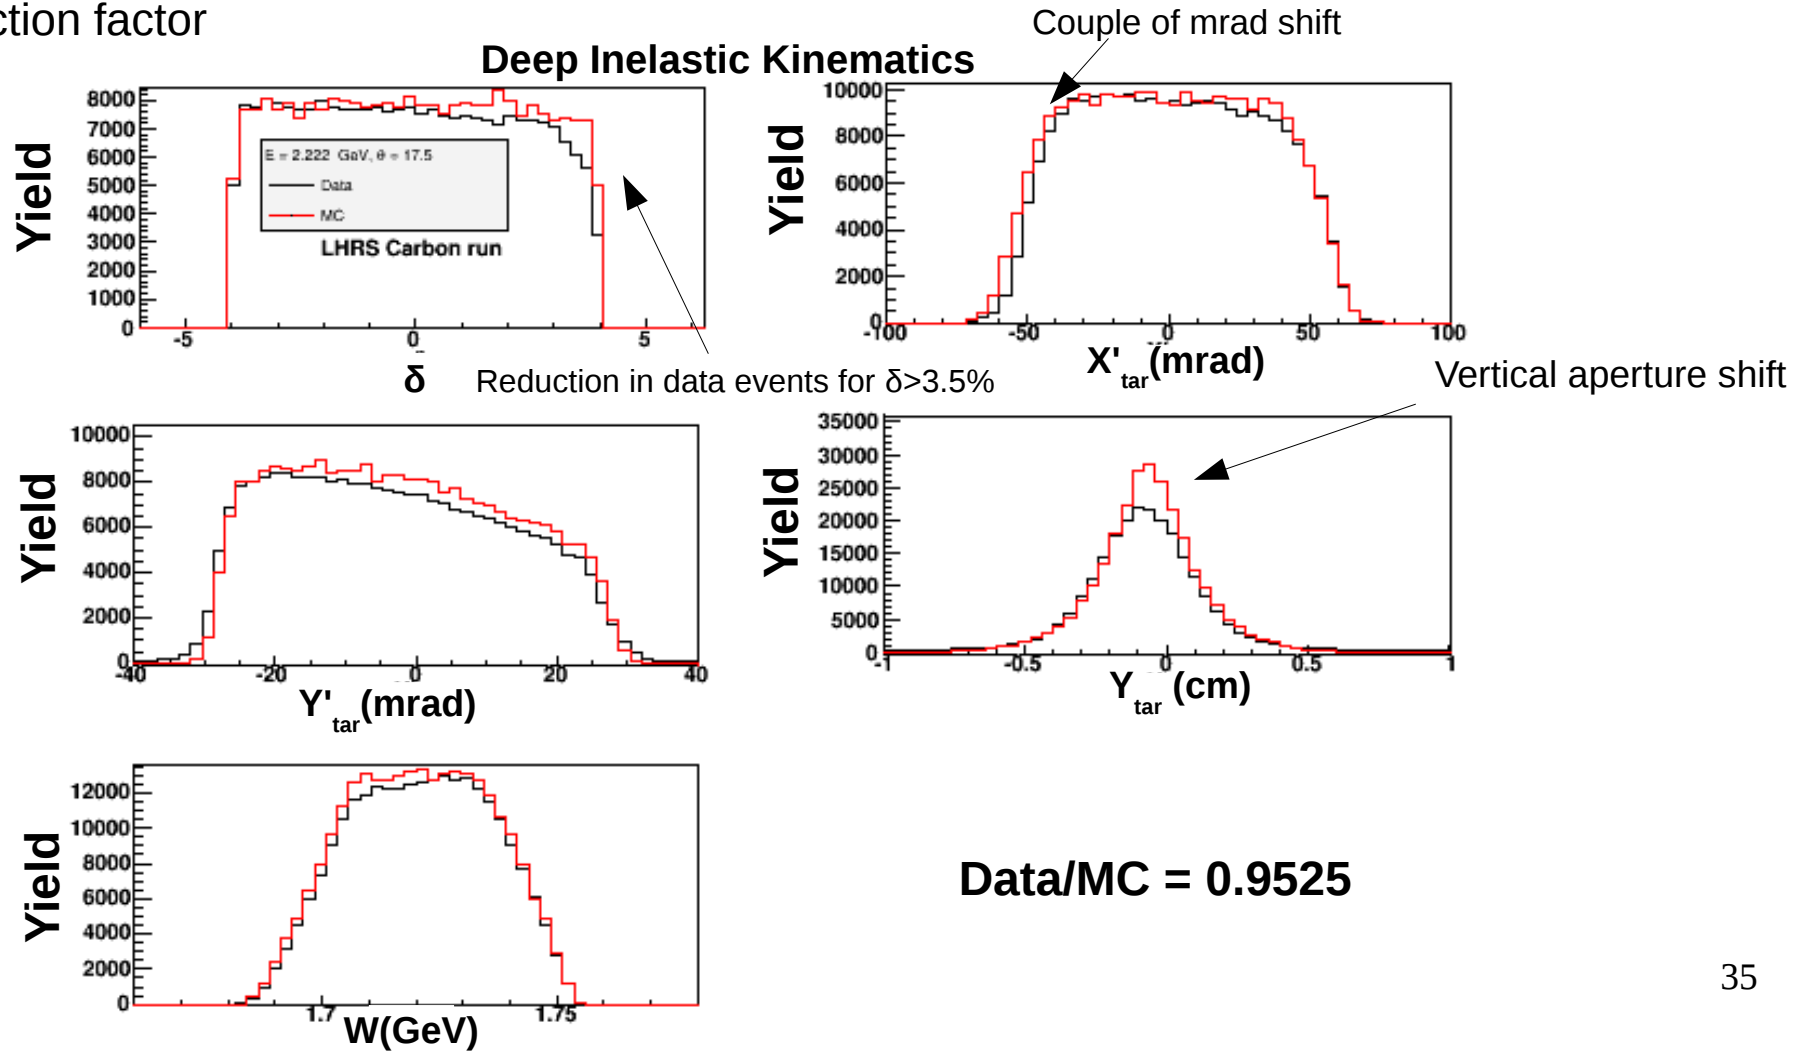 ction factor
Couple of mrad shift
Deep Inelastic Kinematics
Yield
8000
7000
6000
5000
4000
3000
2000
1000
0
-5
0
5
E = 2.222 GeV, θ = 17.5
Data
MC
LHRS Carbon run
δ
Reduction in data events for δ>3.5%
Yield
10000
8000
6000
4000
2000
0
-100
-50
0
50
100
X'tar(mrad)
Vertical aperture shift
Yield
10000
8000
6000
4000
2000
0
-40
-20
0
20
40
Y'tar(mrad)
Yield
35000
30000
25000
20000
15000
10000
5000
0
-1
-0.5
0
0.5
1
Ytar (cm)
Yield
12000
10000
8000
6000
4000
2000
0
1.7
1.75
W(GeV)
Data/MC = 0.9525
35